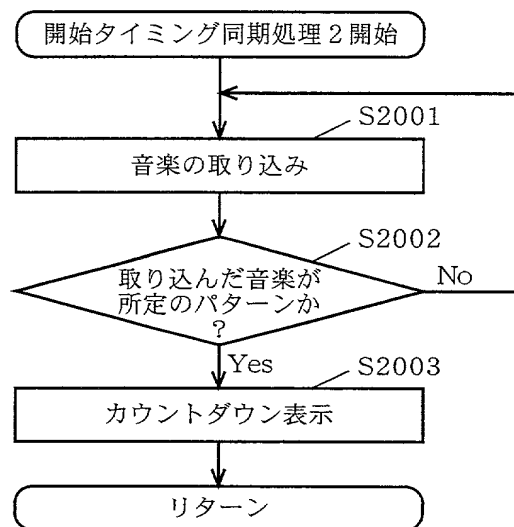 開始タイミング同期処理2開始
S2001
音楽の取り込み
S2002
取り込んだ音楽が
所定のパターンか
?
No
Yes
S2003
カウントダウン表示
リターン